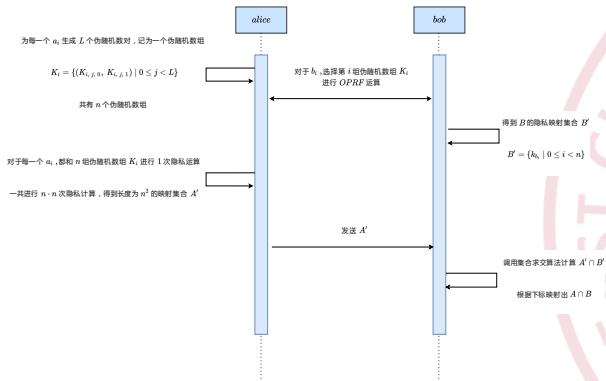 alice
bob
为每一个 a_i 生成 L 个伪随机数对，记为一个伪随机数组
K_i = {(K_{i, j, 0}, K_{i, j, 1}) | 0 ≤ j < L}
共有 n 个伪随机数组
对于 b_i ,选择第 i 组伪随机数组 K_i
进行 OPRF 运算
得到 B 的隐私映射集合 B'
B' = {k_{b_i} | 0 ≤ i < n}
对于每一个 a_i ,都和 n 组伪随机数组 K_i 进行 1 次隐私运算
一共进行 n · n 次隐私计算，得到长度为 n^2 的映射集合 A'
发送 A'
调用集合求交算法计算 A' ∩ B'
根据下标映射出 A ∩ B